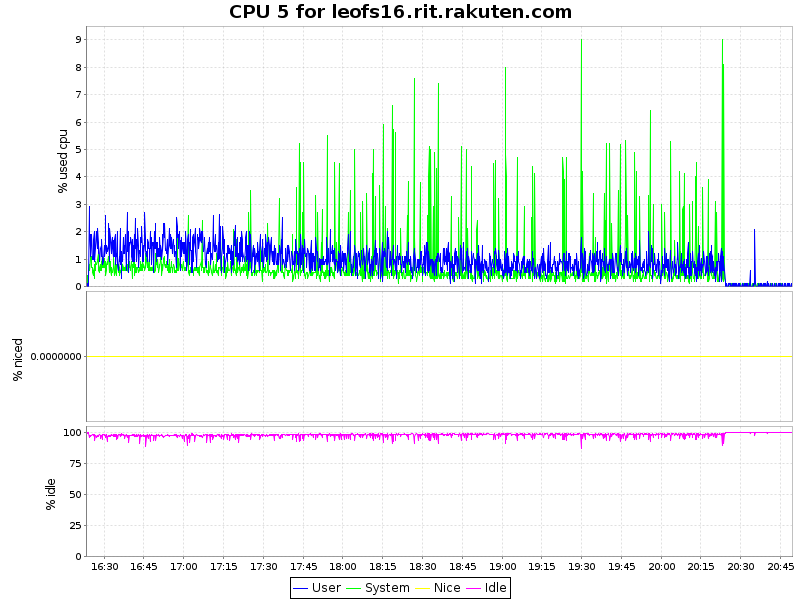 CPU 5 for leofs16.rit.rakuten.com
% used cpu
9
8
7
6
5
4
3
2
1
0
% niced
0.0000000
% idle
100
75
50
25
0
16:30 16:45 17:00 17:15 17:30 17:45 18:00 18:15 18:30 18:45 19:00 19:15 19:30 19:45 20:00 20:15 20:30 20:45
User System Nice Idle